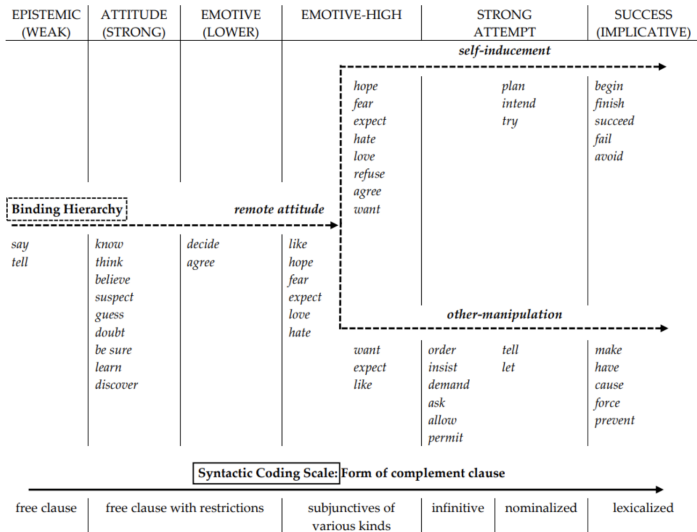 EPISTEMIC ATTITUDE EMOTIVE EMOTIVE-HIGH STRONG SUCCESS
(WEAK) (STRONG) (LOWER) ATTEMPT (IMPLICATIVE)
self-inducement
hope plan begin
fear intend finish
expect try succeed
hate fail
love avoid
refuse
agree
want
Binding Hierarchy remote attitude
say know decide like
tell think agree hope
believe fear
suspect expect
guess love
doubt hate
be sure
learn
discover
other-manipulation
want order tell make
expect insist let have
like demand cause
ask force
allow prevent
permit
Syntactic Coding Scale: Form of complement clause
free clause free clause with restrictions subjunctives of infinitive nominalized lexicalized
various kinds